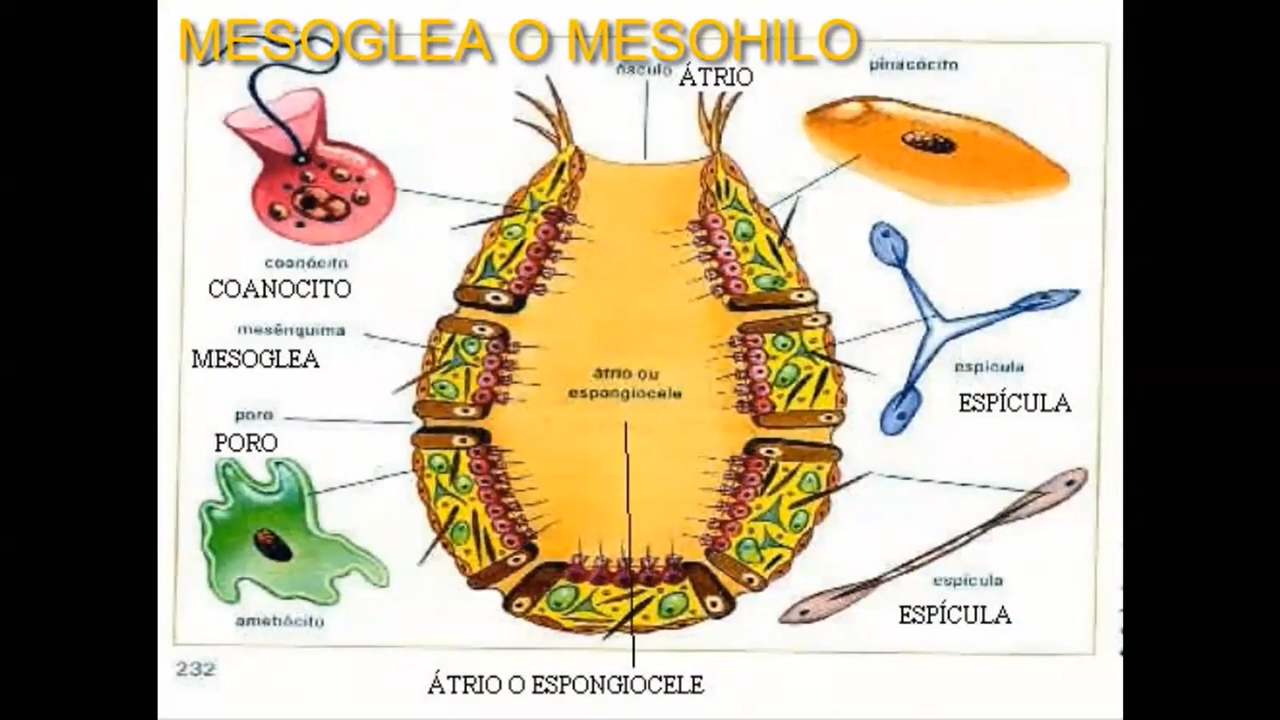 MESOGLEA O MESOHILO
ósculo
ÁTRIO
pinacócito
coanócito
COANOCITO
mesênquima
MESOGLEA
poro
PORO
átrio ou
espongiocele
espícula
ESPÍCULA
espícula
ESPÍCULA
amebócito
232
ÁTRIO O ESPONGIOCELE